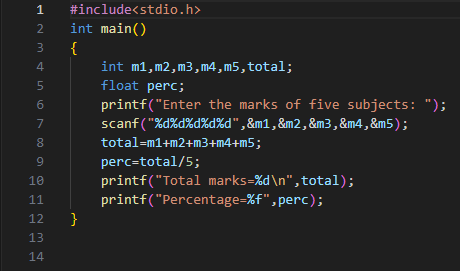 1 #include<stdio.h>
2 int main()
3 {
4     int m1,m2,m3,m4,m5,total;
5     float perc;
6     printf("Enter the marks of five subjects: ");
7     scanf("%d%d%d%d%d",&m1,&m2,&m3,&m4,&m5);
8     total=m1+m2+m3+m4+m5;
9     perc=total/5;
10     printf("Total marks=%d\n",total);
11     printf("Percentage=%f",perc);
12 }
13
14